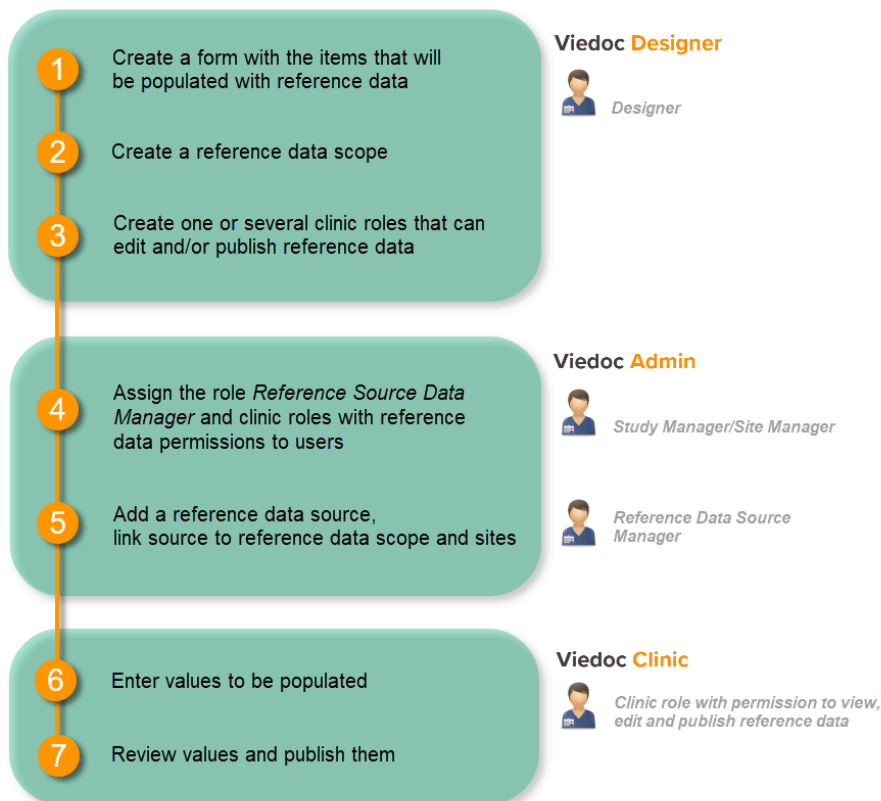 1
Create a form with the items that will
be populated with reference data
2
Create a reference data scope
3
Create one or several clinic roles that can
edit and/or publish reference data
Viedoc Designer
Designer
4
Assign the role Reference Source Data
Manager and clinic roles with reference
data permissions to users
5
Add a reference data source,
link source to reference data scope and sites
Viedoc Admin
Study Manager/Site Manager
Reference Data Source
Manager
6
Enter values to be populated
7
Review values and publish them
Viedoc Clinic
Clinic role with permission to view,
edit and publish reference data